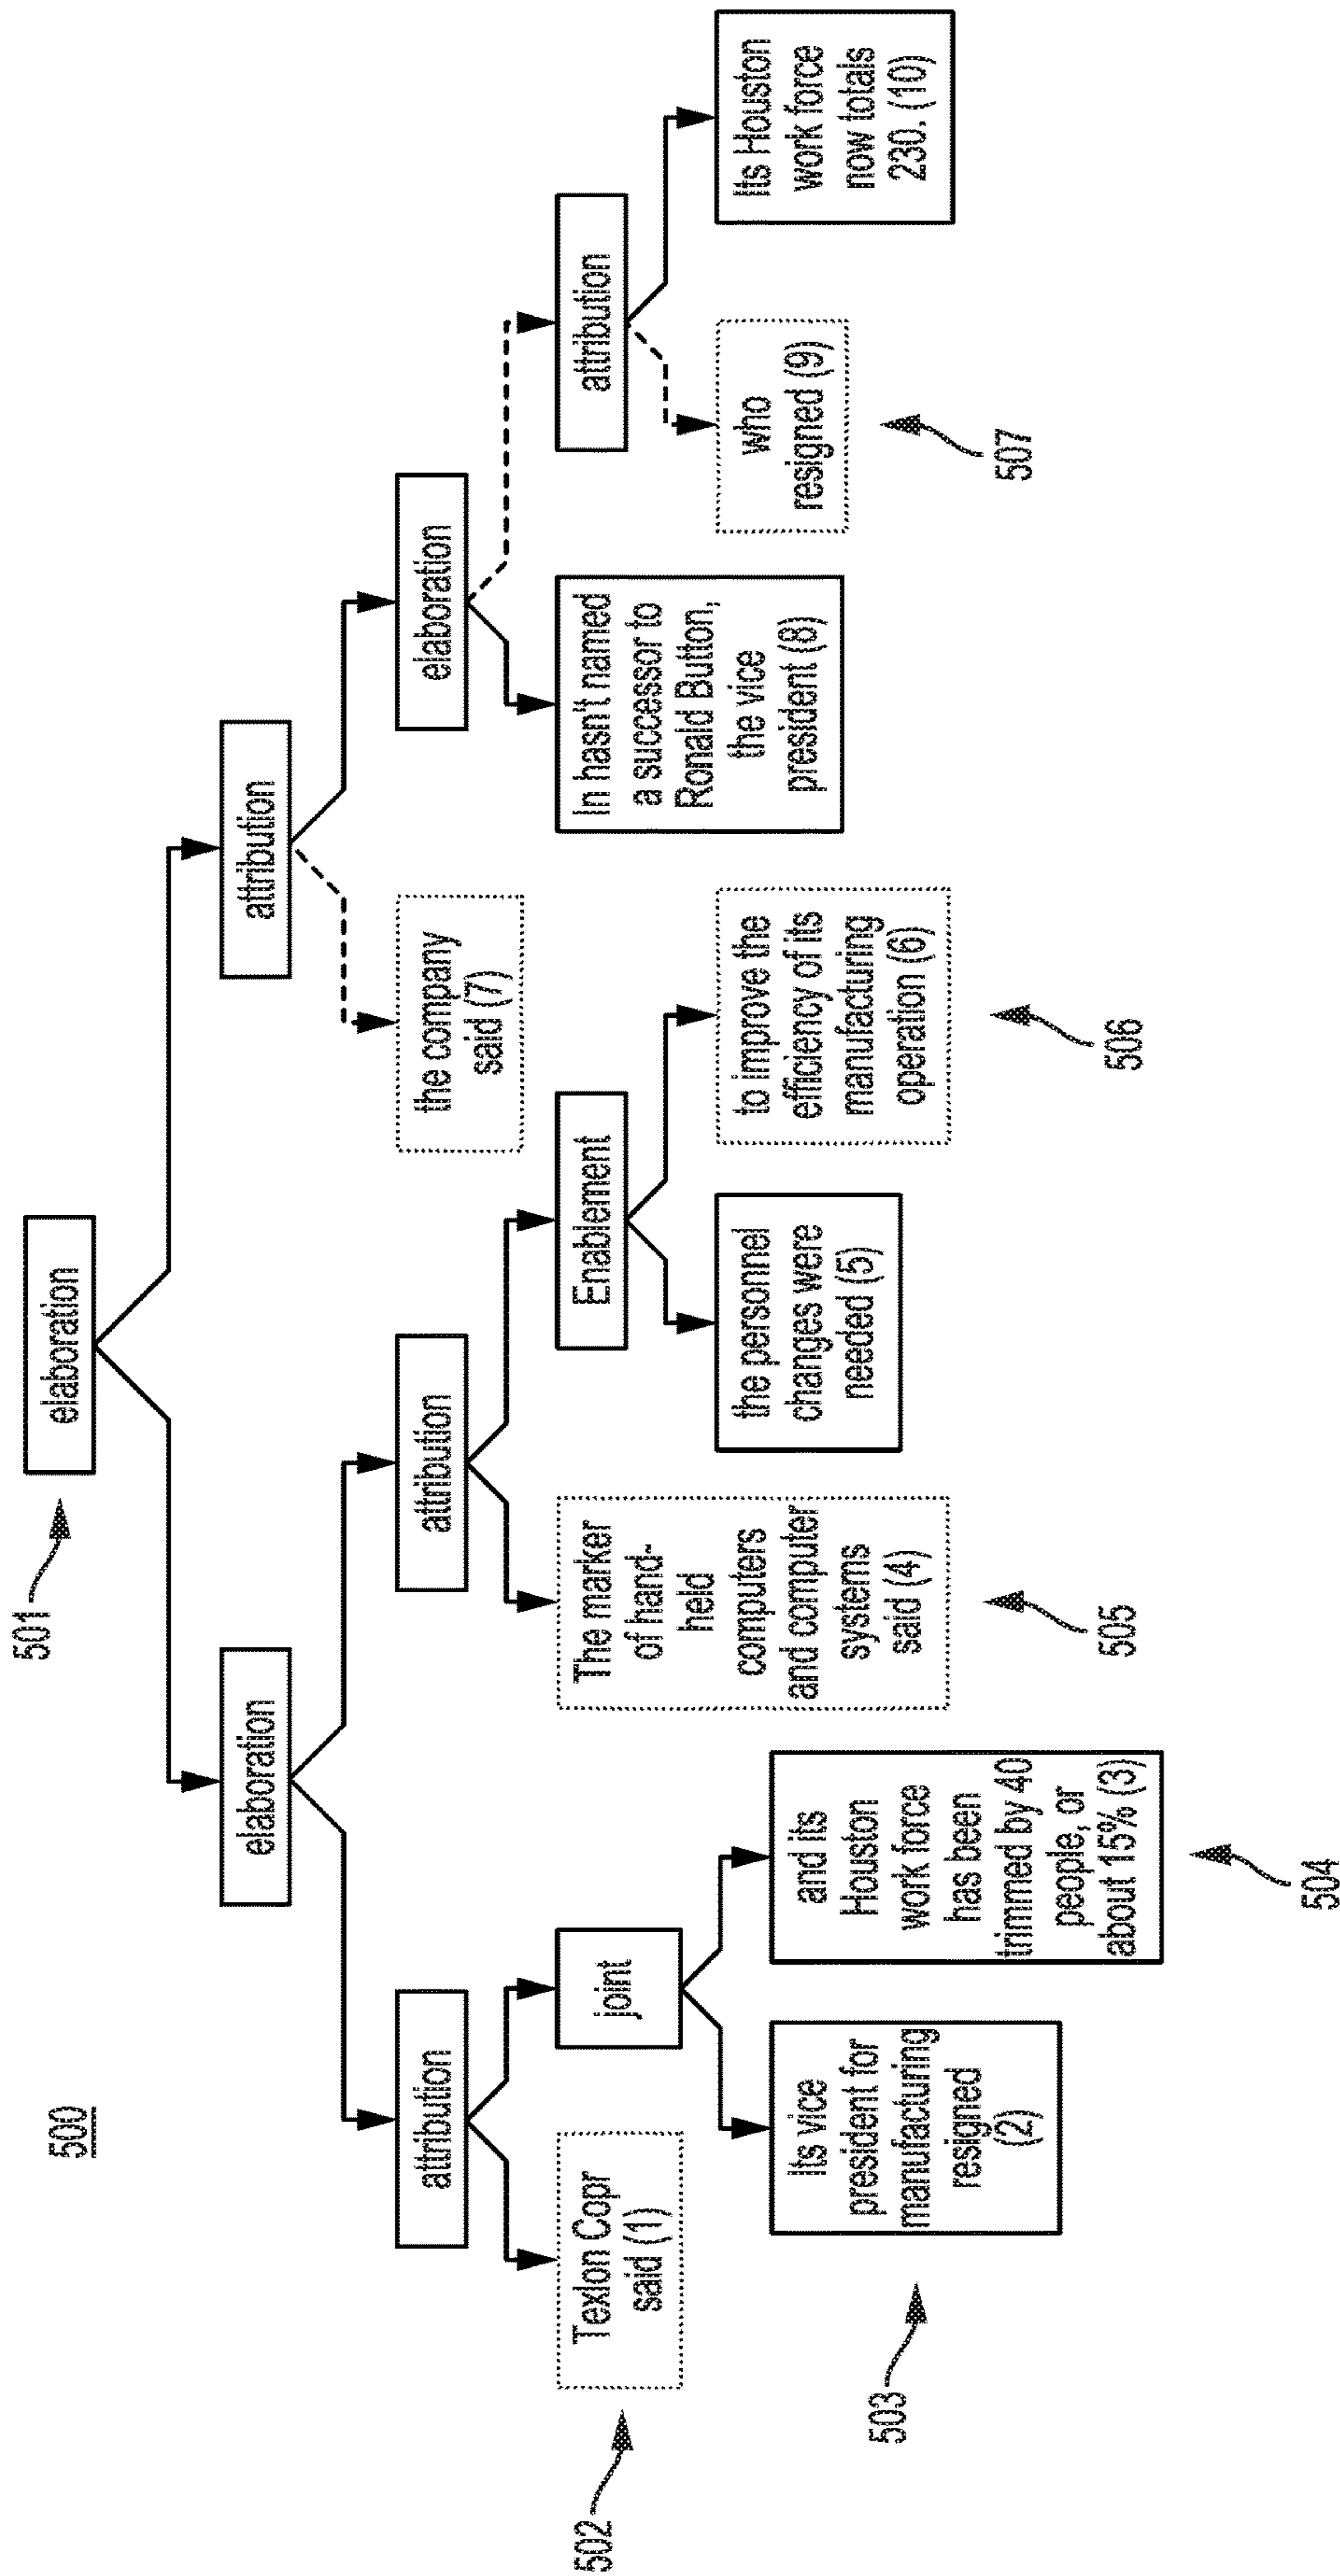 500
501
elaboration
elaboration
attribution
attribution
attribution
the company
said (7)
elaboration
Texlon Copr
said (1)
joint
The marker
of hand-
held
computers
and computer
systems
said (4)
Enablement
In hasn't named
a successor to
Ronald Button,
the vice
president (8)
attribution
502
Its vice
president for
manufacturing
resigned
(2)
and its
Houston
work force
has been
trimmed by 40
people, or
about 15% (3)
the personnel
changes were
needed (5)
to improve the
efficiency of its
manufacturing
operation (6)
who
resigned (9)
Its Houston
work force
now totals
230, (10)
503
504
505
506
507